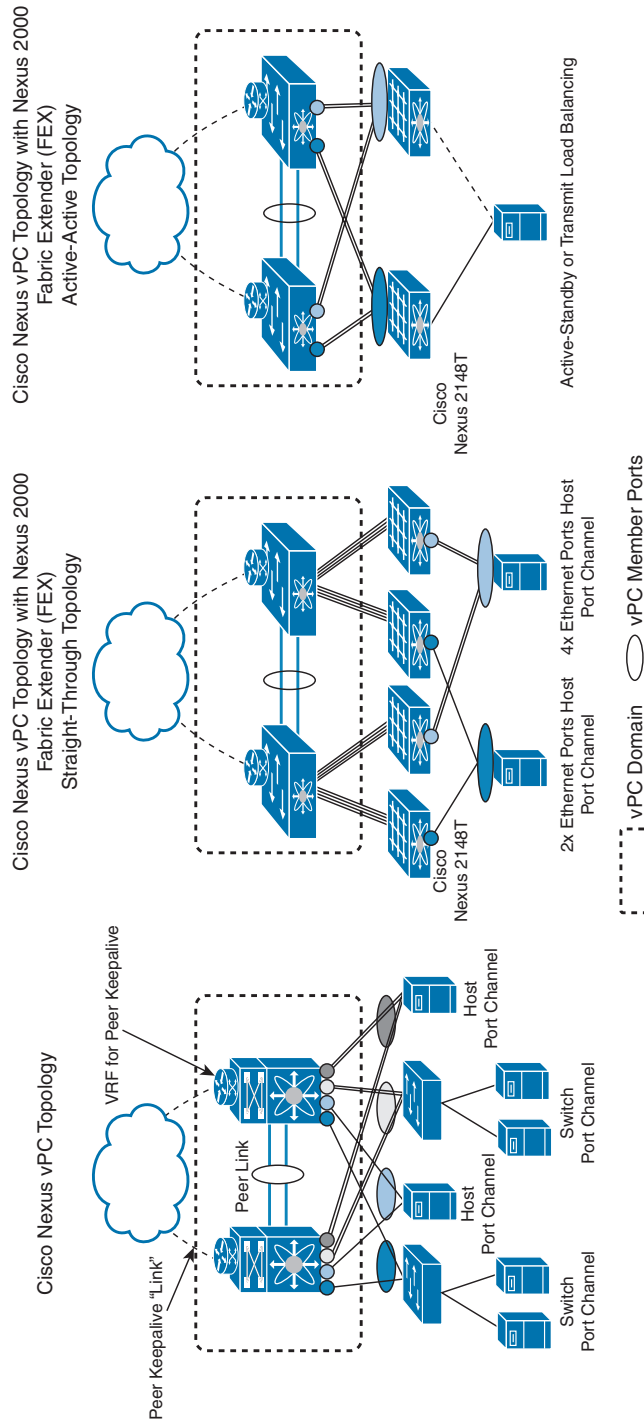 Cisco Nexus vPC Topology
VRF for Peer Keepalive
Peer Keepalive "Link"
Peer Link
Switch
Port Channel
Host
Port Channel
Switch
Port Channel
Host
Port Channel
Cisco Nexus vPC Topology with Nexus 2000
Fabric Extender (FEX)
Straight-Through Topology
Cisco
Nexus 2148T
2x Ethernet Ports Host
Port Channel
4x Ethernet Ports Host
Port Channel
Cisco Nexus vPC Topology with Nexus 2000
Fabric Extender (FEX)
Active-Active Topology
Cisco
Nexus 2148T
Active-Standby or Transmit Load Balancing
vPC Domain
vPC Member Ports